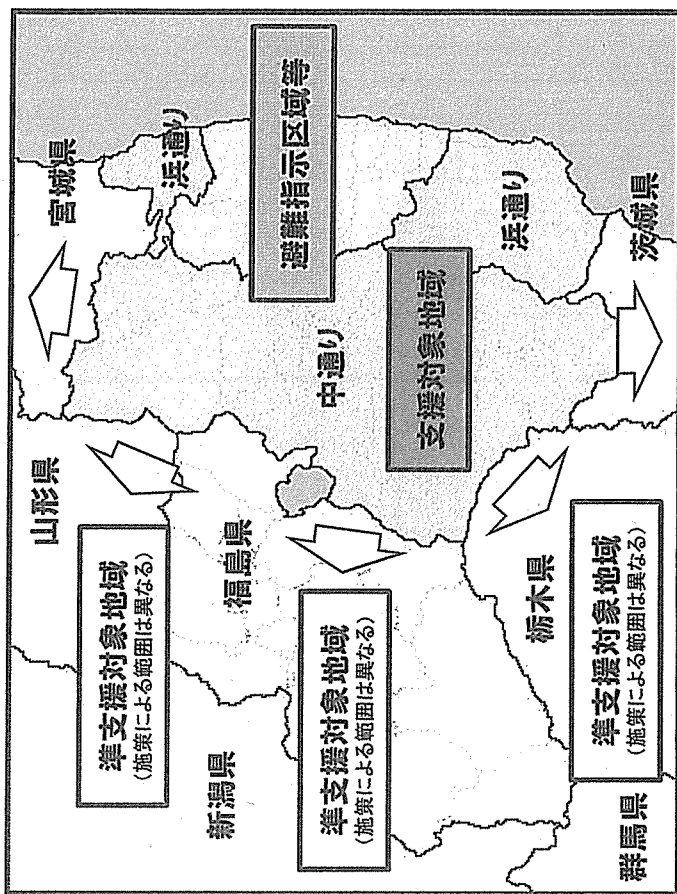 山形県
宮城県
準支援対象地域
(施策による範囲は異なる)
浜通り
新潟県
福島県
中通り
避難指示区域等
準支援対象地域
(施策による範囲は異なる)
支援対象地域
浜通り
栃木県
準支援対象地域
(施策による範囲は異なる)
群馬県
茨城県